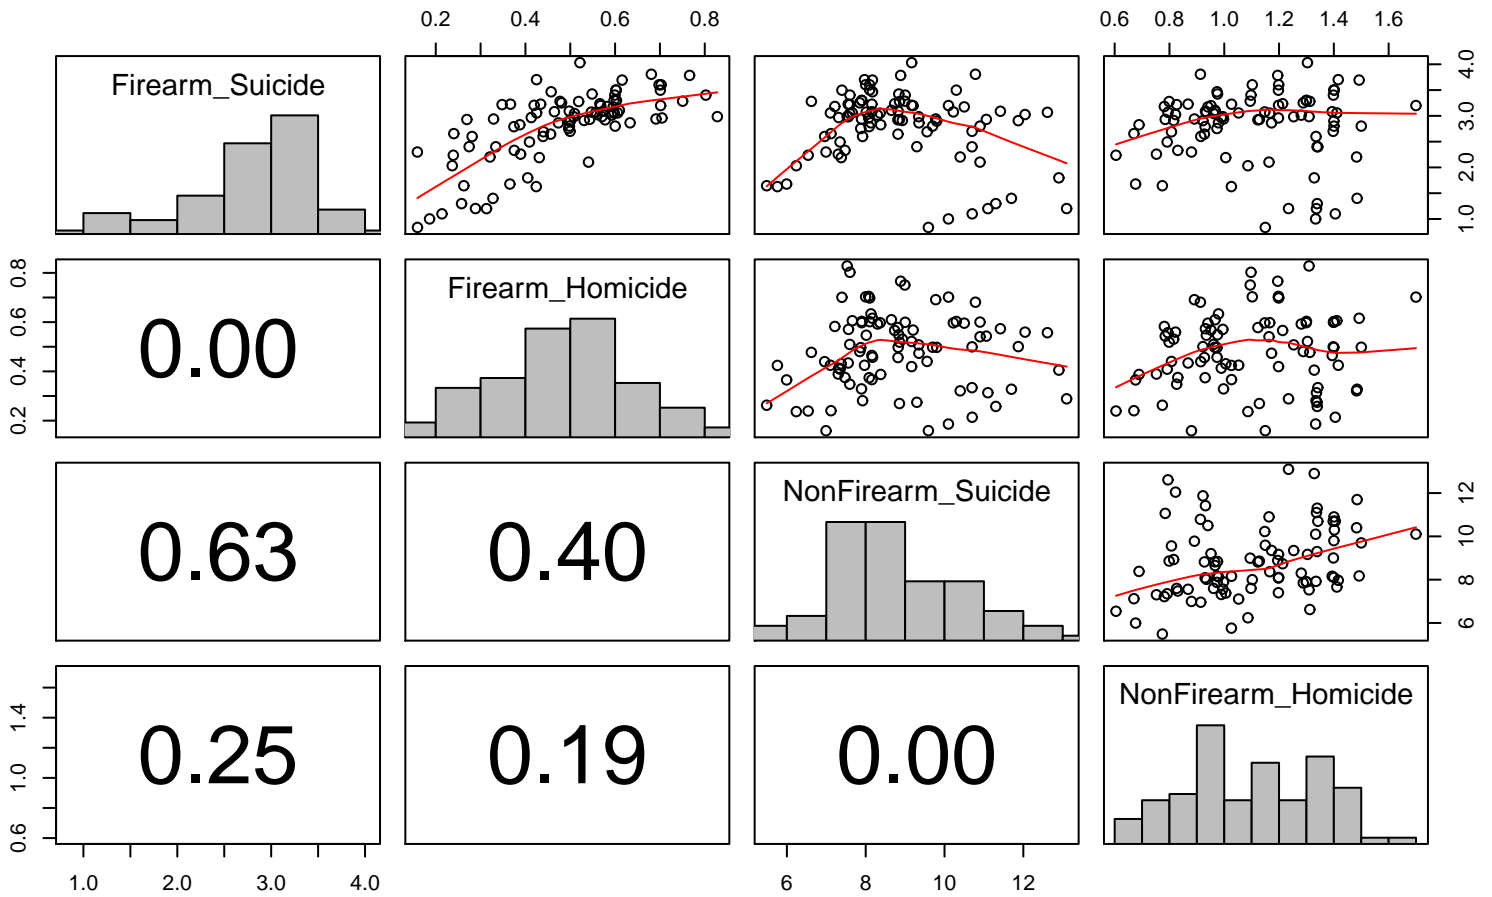 0.2 0.4 0.6 0.8 0.6 0.8 1.0 1.2 1.4 1.6
Firearm_Suicide
1.0 2.0 3.0 4.0
0.2 0.4 0.6 0.8
0.00
Firearm_Homicide
0.63
0.40
NonFirearm_Suicide
6 8 10 12
0.6 1.0 1.4
0.25
0.19
0.00
NonFirearm_Homicide
1.0 2.0 3.0 4.0 6 8 10 12